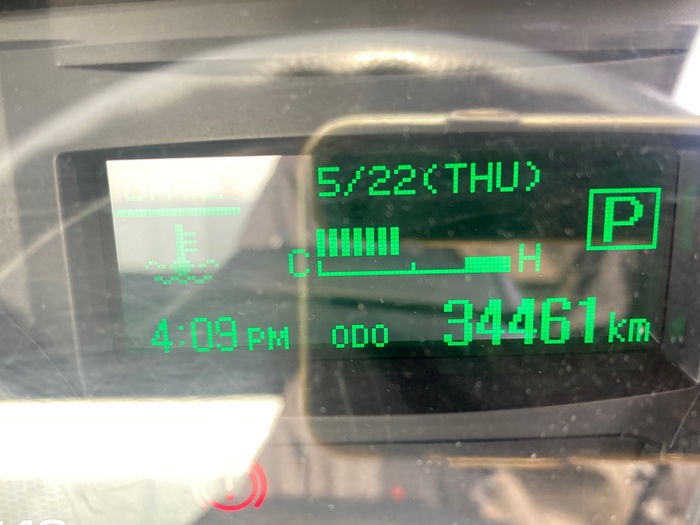 5/22(THU)
P
C H
4:09 PM ODO 34461 km